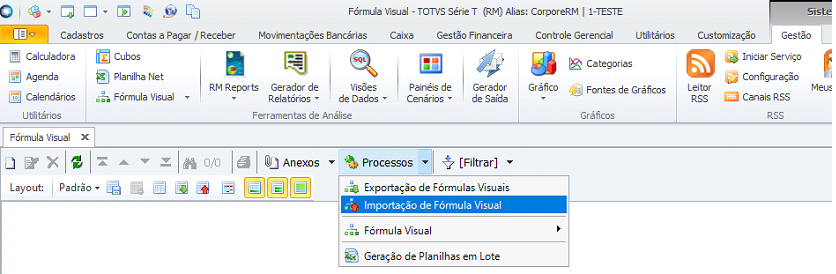 Fórmula Visual - TOTVS Série T (RM) Alias: CorporeRM | 1-TESTE
Siste
Cadastros Contas a Pagar / Receber Movimentações Bancárias Caixa Gestão Financeira Controle Gerencial Utilitários Customização Gestão
Calculadora
Agenda
Calendários
Utilitários
Cubos
Planilha Net
Fórmula Visual
RM Reports
Gerador de
Relatórios
SQL
Visões
de Dados
Painéis de
Cenários
Gerador
de Saída
Ferramentas de Análise
Gráfico
Categorias
Fontes de Gráficos
Gráficos
Leitor
RSS
Iniciar Serviço
Configuração
Canais RSS
RSS
Meus
Fórmula Visual X
0/0 Anexos Processos [Filtrar]
Layout: Padrão
Exportação de Fórmulas Visuais
Importação de Fórmula Visual
Fórmula Visual
Geração de Planilhas em Lote